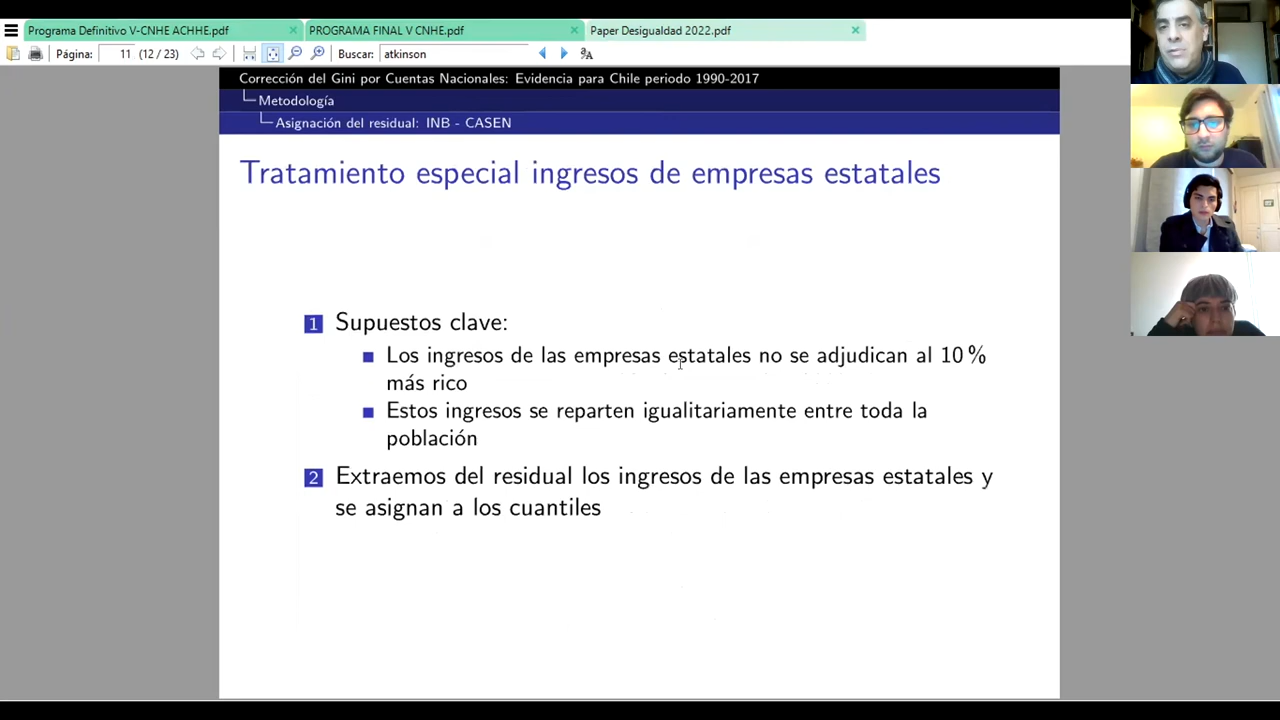 Programa Definitivo V-CNHE ACHHE.pdf
PROGRAMA FINAL V CNHE.pdf
Paper Desigualdad 2022.pdf
Página: 11 (12 / 23)
Buscar: atkinson
Corrección del Gini por Cuentas Nacionales: Evidencia para Chile periodo 1990-2017
Metodología
Asignación del residual: INB - CASEN
Tratamiento especial ingresos de empresas estatales
1 Supuestos clave:
Los ingresos de las empresas estatales no se adjudican al 10 %
más rico
Estos ingresos se reparten igualitariamente entre toda la
población
2 Extraemos del residual los ingresos de las empresas estatales y
se asignan a los cuantiles